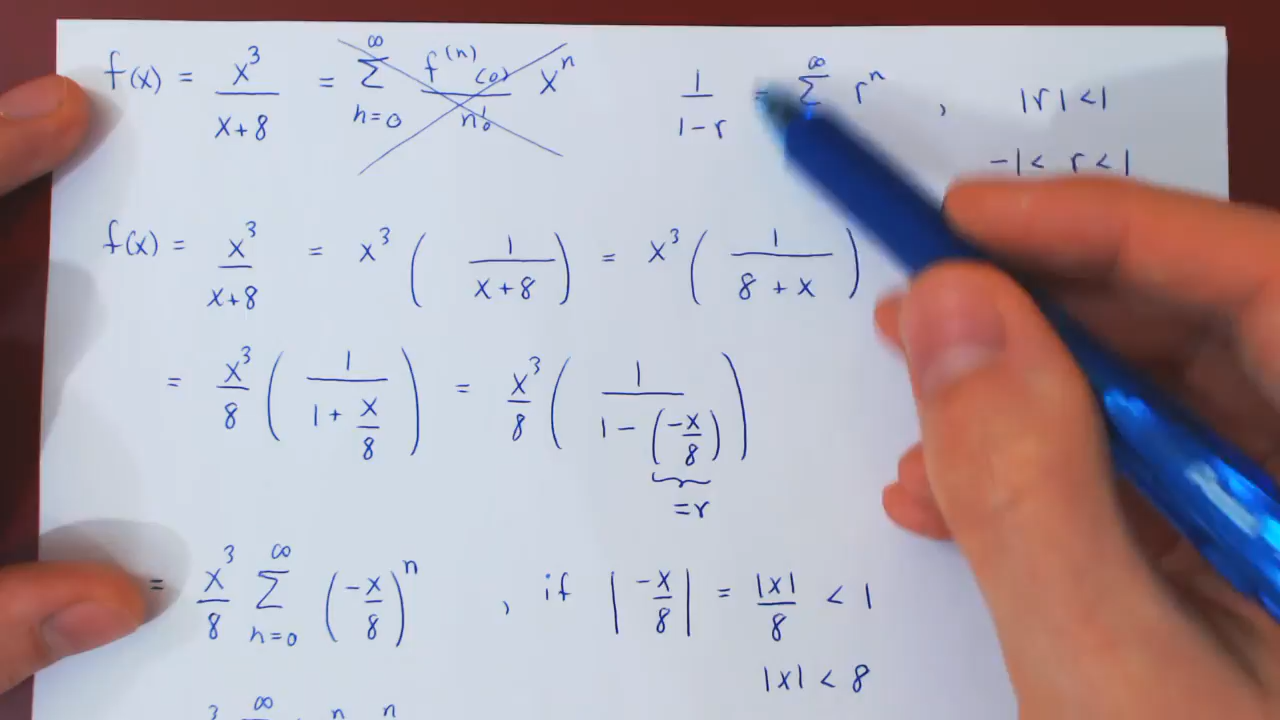 f(x) = x³/(x+8) = ∞ Σ n=0 f⁽ⁿ⁾(0)/n! xⁿ
1/(1-r) = ∞ Σ rⁿ , |r| < 1
-1 < r < 1
f(x) = x³/(x+8) = x³ ( 1/(x+8) ) = x³ ( 1/(8+x) )
= x³/8 ( 1/(1+x/8) ) = x³/8 ( 1/(1-(-x/8)) )
=r
= x³/8 ∞ Σ n=0 (-x/8)ⁿ , if |-x/8| = |x|/8 < 1
|x| < 8
3 ∞ n n